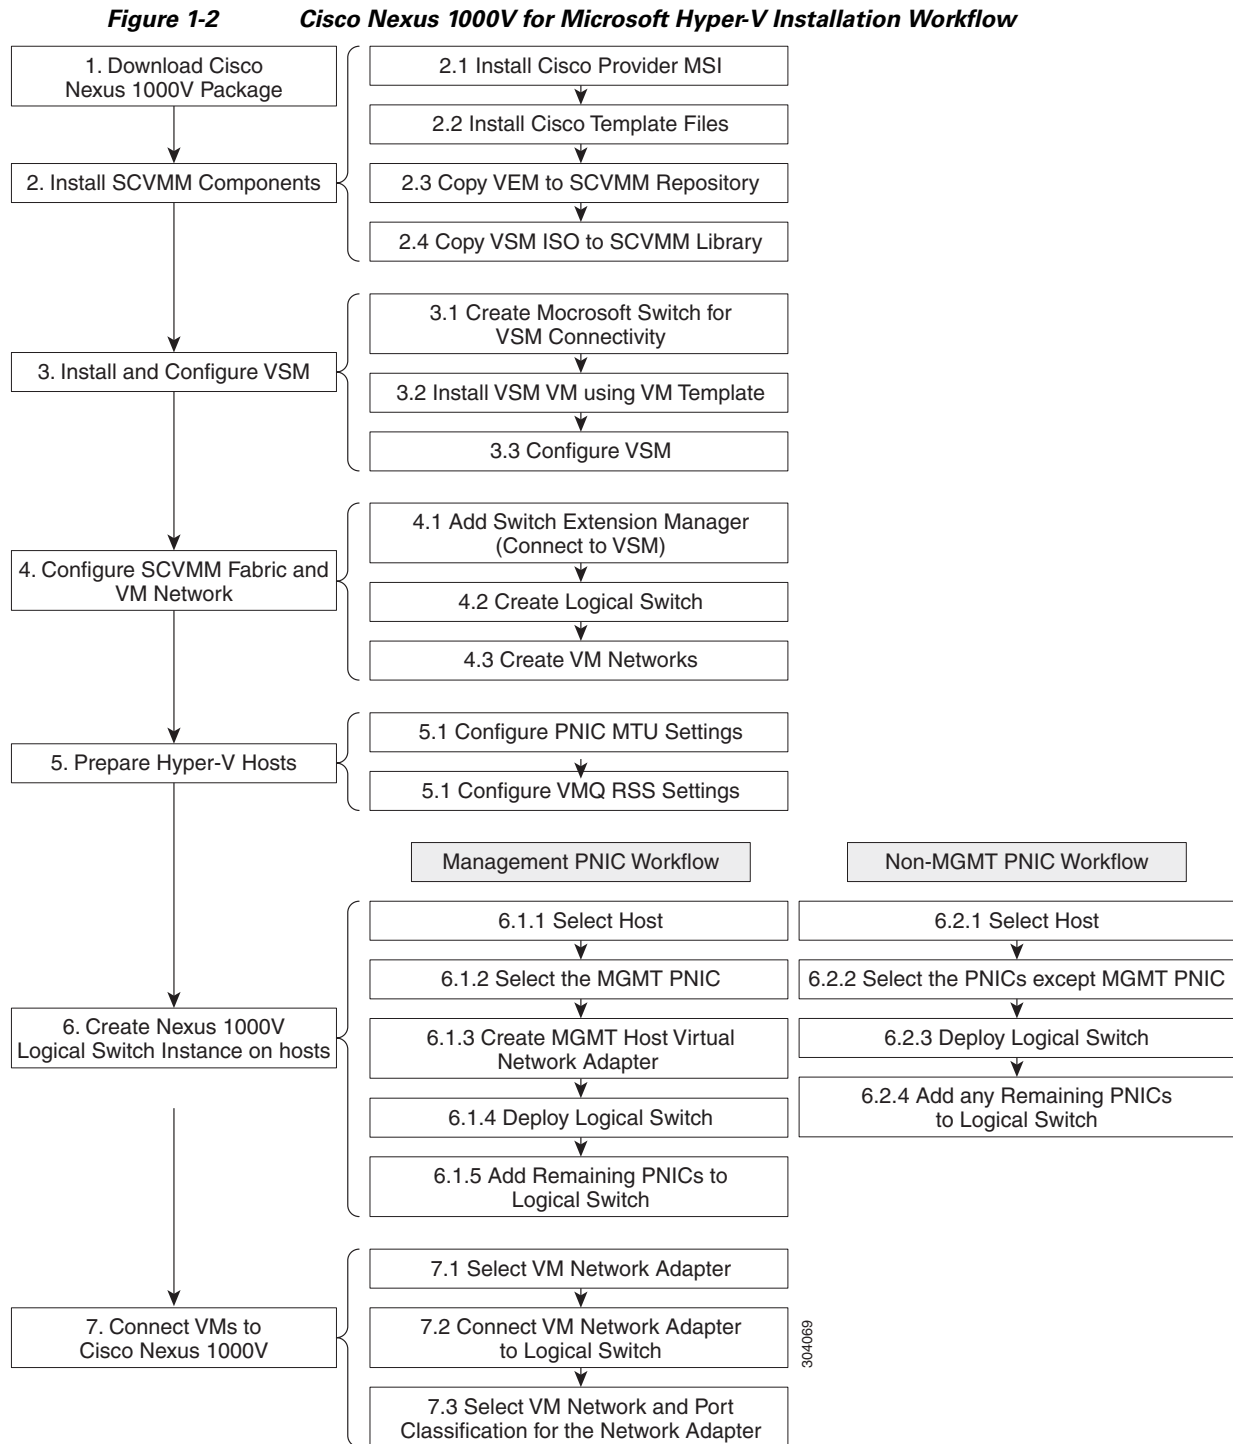 Figure 1-2 Cisco Nexus 1000V for Microsoft Hyper-V Installation Workflow
1. Download Cisco
Nexus 1000V Package
2. Install SCVMM Components
2.1 Install Cisco Provider MSI
2.2 Install Cisco Template Files
2.3 Copy VEM to SCVMM Repository
2.4 Copy VSM ISO to SCVMM Library
3. Install and Configure VSM
3.1 Create Mocrosoft Switch for
VSM Connectivity
3.2 Install VSM VM using VM Template
3.3 Configure VSM
4. Configure SCVMM Fabric and
VM Network
4.1 Add Switch Extension Manager
(Connect to VSM)
4.2 Create Logical Switch
4.3 Create VM Networks
5. Prepare Hyper-V Hosts
5.1 Configure PNIC MTU Settings
5.1 Configure VMQ RSS Settings
Management PNIC Workflow
Non-MGMT PNIC Workflow
6. Create Nexus 1000V
Logical Switch Instance on hosts
6.1.1 Select Host
6.1.2 Select the MGMT PNIC
6.1.3 Create MGMT Host Virtual
Network Adapter
6.1.4 Deploy Logical Switch
6.1.5 Add Remaining PNICs to
Logical Switch
6.2.1 Select Host
6.2.2 Select the PNICs except MGMT PNIC
6.2.3 Deploy Logical Switch
6.2.4 Add any Remaining PNICs
to Logical Switch
7. Connect VMs to
Cisco Nexus 1000V
7.1 Select VM Network Adapter
7.2 Connect VM Network Adapter
to Logical Switch
7.3 Select VM Network and Port
Classification for the Network Adapter
304069